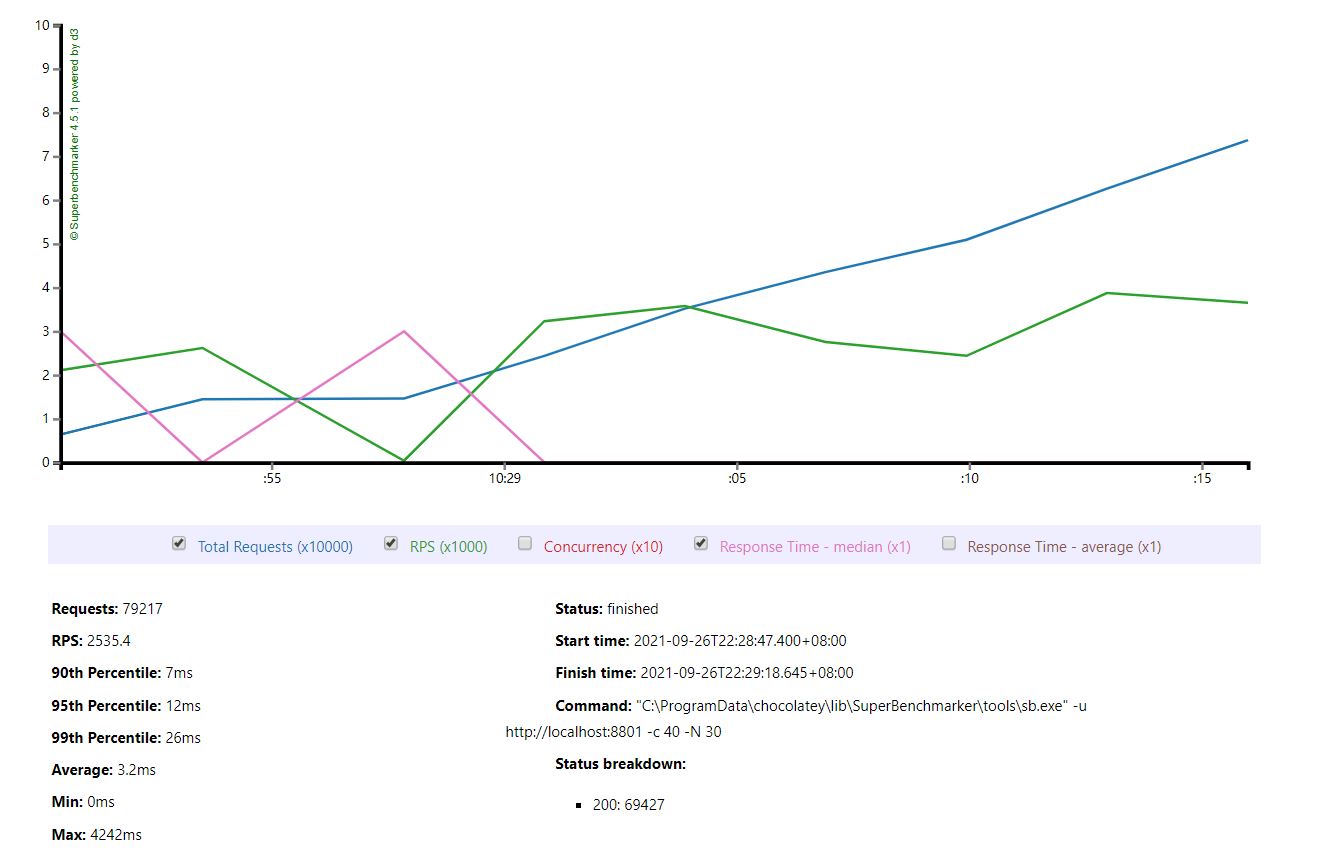 10
9
8
7
6
5
4
3
2
1
0
© Superbenchmarker 4.5.1 powered by d3
:55 10:29 :05 :10 :15
Total Requests (x10000) RPS (x1000) Concurrency (x10) Response Time - median (x1) Response Time - average (x1)
Requests: 79217
RPS: 2535.4
90th Percentile: 7ms
95th Percentile: 12ms
99th Percentile: 26ms
Average: 3.2ms
Min: 0ms
Max: 4242ms
Status: finished
Start time: 2021-09-26T22:28:47.400+08:00
Finish time: 2021-09-26T22:29:18.645+08:00
Command: "C:\ProgramData\chocolatey\lib\SuperBenchmarker\tools\sb.exe" -u
http://localhost:8801 -c 40 -N 30
Status breakdown:
200: 69427